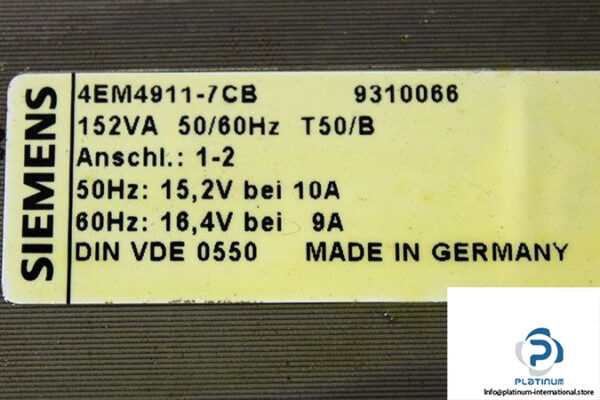 SIEMENS
4EM4911-7CB 9310066
152VA 50/60Hz T50/B
Anschl.: 1-2
50Hz: 15,2V bei 10A
60Hz: 16,4V bei 9A
DIN VDE 0550 MADE IN GERMANY
PLATINUM
Info@platinum-international.store